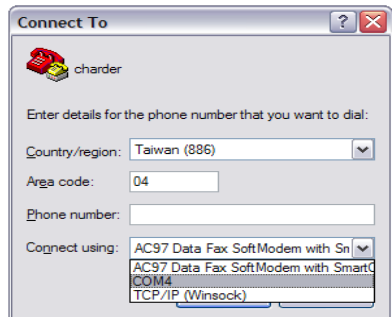 Connect To
charder
Enter details for the phone number that you want to dial:
Country/region: Taiwan (886)
Area code: 04
Phone number:
Connect using: AC97 Data Fax SoftModem with Sn
AC97 Data Fax SoftModem with SmartC
COM4
TCP/IP (Winsock)